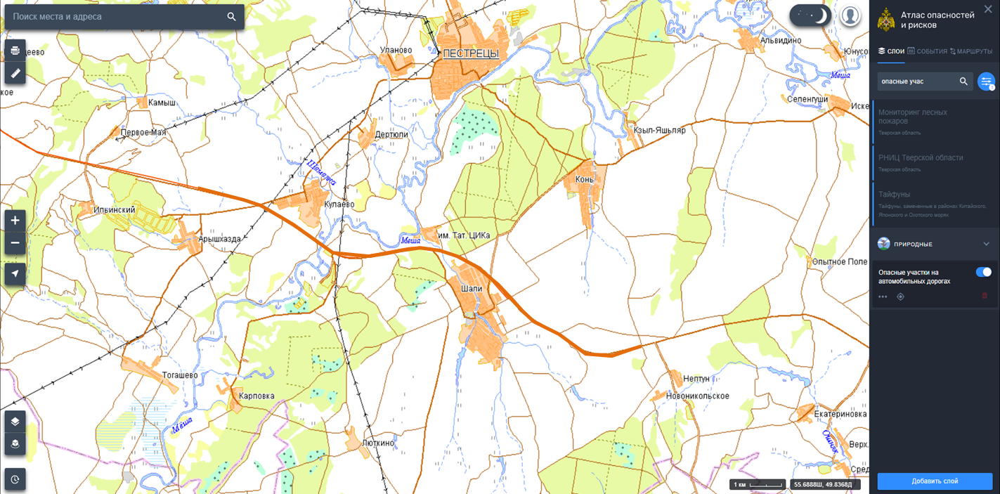 Поиск места и адреса
Атлас опасностей
и рисков
СЛОИ
СОБЫТИЯ
МАРШРУТЫ
опасные учас
Мониторинг лесных
пожаров
Тверская область
РНИЦ Тверской области
Тверская область
Тайфуны
Тайфуны, замеченные в районах Китайского,
Японского и Охотского морях
ПРИРОДНЫЕ
Опасные участки на
автомобильных дорогах
Добавить слой
Уланово
ПЕСТРЕЦЫ
Альвидино
Юнусо
Меша
деево
кое
Камыш
Селенгуши
Иске
Первое Мая
Дертюли
Кзыл-Яшьляр
Шемелка
Конь
Ильинский
Кулаево
Арышхазда
Меша
им. Тат. ЦИКа
Опытное Поле
Шали
Тогашево
Карповка
Нептун
Новоникольское
Екатериновка
Мёша
Люткино
Ошняк
Верх.
Сред
1 км
55.6888Ш, 49.8368Д